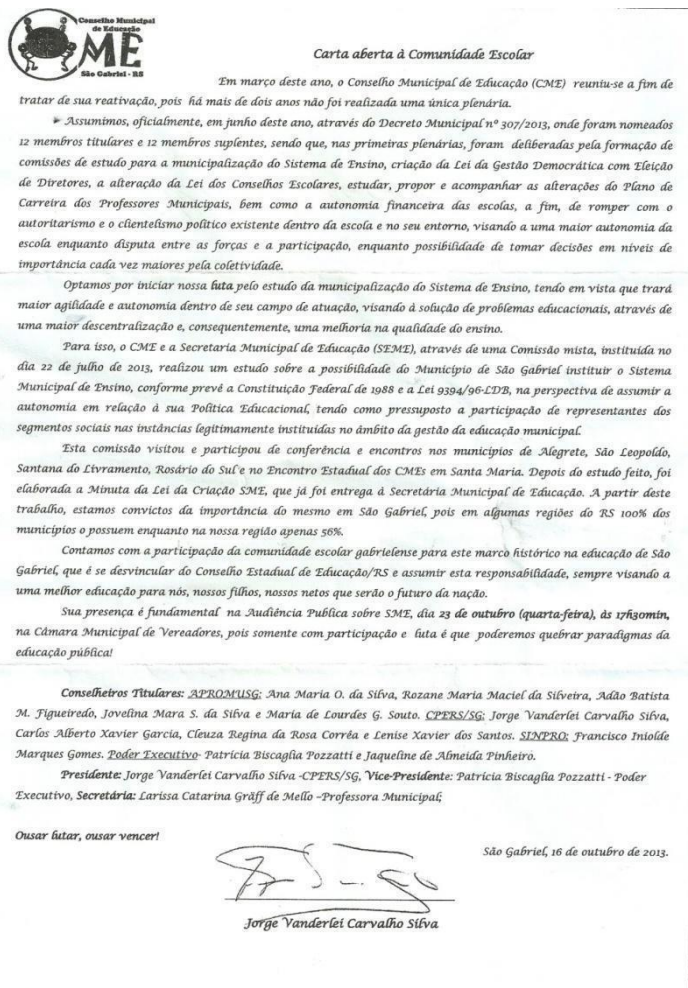 Conselho Municipal
de Educação
CME
São Gabriel - RS
Carta aberta à Comunidade Escolar
Em março deste ano, o Conselho Municipal de Educação (CME) reuniu-se a fim de
tratar de sua reativação, pois há mais de dois anos não foi realizada uma única plenária.
➤ Assumimos, oficialmente, em junho deste ano, através do Decreto Municipal nº 307/2013, onde foram nomeados
12 membros titulares e 12 membros suplentes, sendo que, nas primeiras plenárias, foram deliberadas pela formação de
comissões de estudo para a municipalização do Sistema de Ensino, criação da Lei da Gestão Democrática com Eleição
de Diretores, a alteração da Lei dos Conselhos Escolares, estudar, propor e acompanhar as alterações do Plano de
Carreira dos Professores Municipais, bem como a autonomia financeira das escolas, a fim, de romper com o
autoritarismo e o clientelismo político existente dentro da escola e no seu entorno, visando a uma maior autonomia da
escola enquanto disputa entre as forças e a participação, enquanto possibilidade de tomar decisões em níveis de
importância cada vez maiores pela coletividade.
Optamos por iniciar nossa luta pelo estudo da municipalização do Sistema de Ensino, tendo em vista que trará
maior agilidade e autonomia dentro de seu campo de atuação, visando à solução de problemas educacionais, através de
uma maior descentralização e, consequentemente, uma melhoria na qualidade do ensino.
Para isso, o CME e a Secretaria Municipal de Educação (SEME), através de uma Comissão mista, instituída no
dia 22 de julho de 2013, realizou um estudo sobre a possibilidade do Município de São Gabriel instituir o Sistema
Municipal de Ensino, conforme prevê a Constituição Federal de 1988 e a Lei 9394/96-LDB, na perspectiva de assumir a
autonomia em relação à sua Política Educacional, tendo como pressuposto a participação de representantes dos
segmentos sociais nas instâncias legitimamente instituídas no âmbito da gestão da educação municipal.
Esta comissão visitou e participou de conferência e encontros nos municípios de Alegrete, São Leopoldo,
Santana do Livramento, Rosário do Sul e no Encontro Estadual dos CMEs em Santa Maria. Depois do estudo feito, foi
elaborada a Minuta da Lei da Criação SME, que já foi entregue à Secretária Municipal de Educação. A partir deste
trabalho, estamos convictos da importância do mesmo em São Gabriel, pois em algumas regiões do RS 100% dos
municípios o possuem enquanto na nossa região apenas 56%.
Contamos com a participação da comunidade escolar gabrielense para este marco histórico na educação de São
Gabriel, que é se desvincular do Conselho Estadual de Educação/RS e assumir esta responsabilidade, sempre visando a
uma melhor educação para nós, nossos filhos, nossos netos que serão o futuro da nação.
Sua presença é fundamental na Audiência Publica sobre SME, dia 23 de outubro (quarta-feira), às 17h30min,
na Câmara Municipal de Vereadores, pois somente com participação e luta é que poderemos quebrar paradigmas da
educação pública!
Conselheiros Titulares: APROMUSG: Ana Maria O. da Silva, Rozane Maria Maciel da Silveira, Adão Batista
M. Figueiredo, Jovelina Mara S. da Silva e Maria de Lourdes G. Souto. CPERS/SG: Jorge Vanderlei Carvalho Silva,
Carlos Alberto Xavier Garcia, Cleuza Regina da Rosa Corrêa e Lenise Xavier dos Santos. SINPRO: Francisco Iniolde
Marques Gomes. Poder Executivo- Patrícia Biscaglia Pozzatti e Jaqueline de Almeida Pinheiro.
Presidente: Jorge Vanderlei Carvalho Silva -CPERS/SG, Vice-Presidente: Patrícia Biscaglia Pozzatti - Poder
Executivo, Secretária: Larissa Catarina Gräff de Mello –Professora Municipal;
Ousar lutar, ousar vencer!
São Gabriel, 16 de outubro de 2013.
Jorge Vanderlei Carvalho Silva